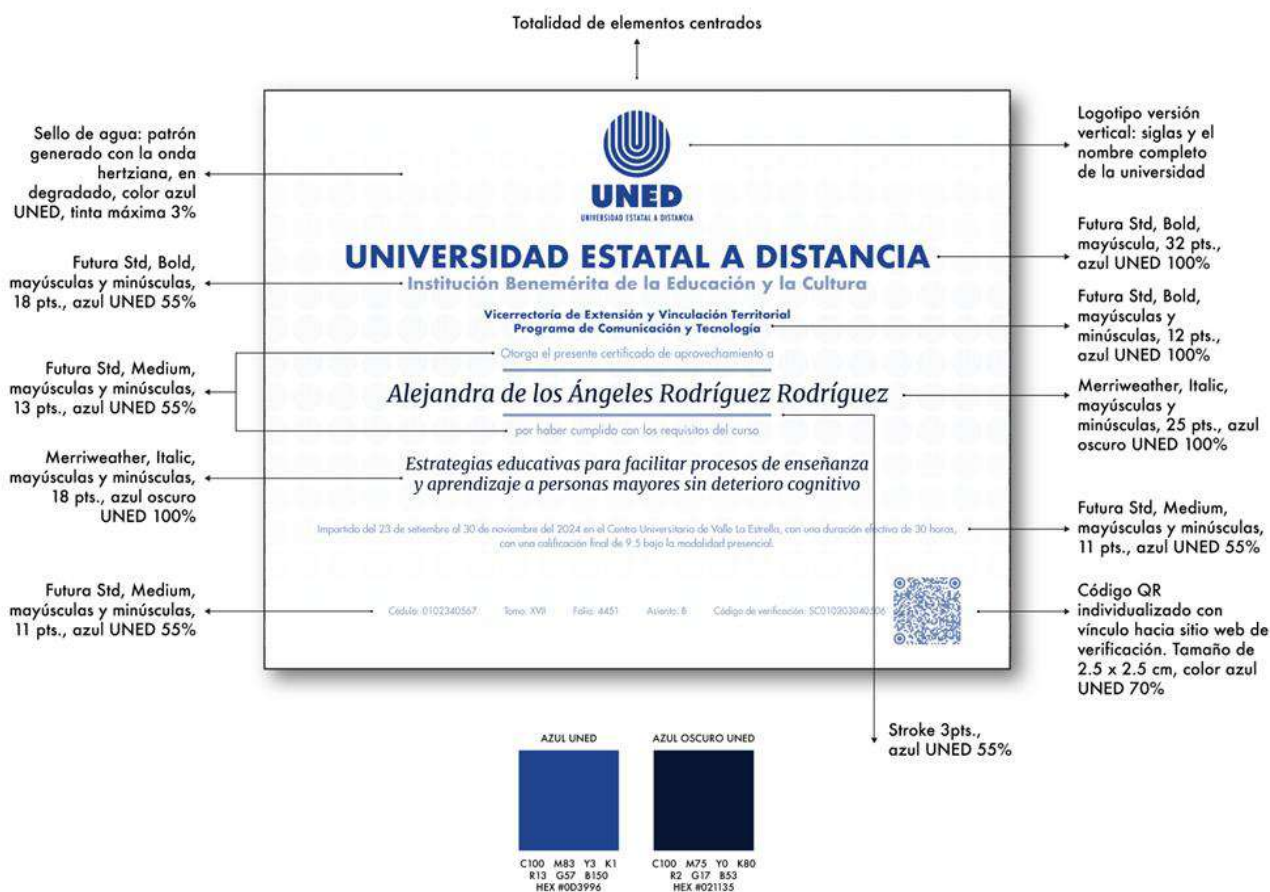 Totalidad de elementos centrados
Sello de agua: patrón
generado con la onda
hertziana, en
degradado, color azul
UNED, tinta máxima 3%
Futura Std, Bold,
mayúsculas y minúsculas,
18 pts., azul UNED 55%
Futura Std, Medium,
mayúsculas y minúsculas,
13 pts., azul UNED 55%
Merriweather, Italic,
mayúsculas y minúsculas,
18 pts., azul oscuro
UNED 100%
Futura Std, Medium,
mayúsculas y minúsculas,
11 pts., azul UNED 55%
UNED
UNIVERSIDAD ESTATAL A DISTANCIA
UNIVERSIDAD ESTATAL A DISTANCIA
Institución Benemérita de la Educación y la Cultura
Vicerrectoría de Extensión y Vinculación Territorial
Programa de Comunicación y Tecnología
Otorga el presente certificado de aprovechamiento a
Alejandra de los Ángeles Rodríguez Rodríguez
por haber cumplido con los requisitos del curso
Estrategias educativas para facilitar procesos de enseñanza
y aprendizaje a personas mayores sin deterioro cognitivo
Impartido del 23 de setiembre al 30 de noviembre del 2024 en el Centro Universitario de Valle La Estrella, con una duración efectiva de 30 horas,
con una calificación final de 9.5 bajo la modalidad presencial.
Cédula: 0102340567 Tomo: XVII Folio: 4451 Asiento: 8 Código de verificación: SC010203040506
Logotipo versión
vertical: siglas y el
nombre completo
de la universidad
Futura Std, Bold,
mayúscula, 32 pts.,
azul UNED 100%
Futura Std, Bold,
mayúsculas y
minúsculas, 12 pts.,
azul UNED 100%
Merriweather, Italic,
mayúsculas y
minúsculas, 25 pts., azul
oscuro UNED 100%
Futura Std, Medium,
mayúsculas y minúsculas,
11 pts., azul UNED 55%
Código QR
individualizado con
vínculo hacia sitio web de
verificación. Tamaño de
2.5 x 2.5 cm, color azul
UNED 70%
Stroke 3pts.,
azul UNED 55%
AZUL UNED
C100 M83 Y3 K1
R13 G57 B150
HEX #0D3996
AZUL OSCURO UNED
C100 M75 Y0 K80
R2 G17 B53
HEX #021135